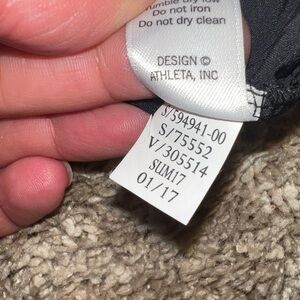 Tumble dry low
Do not iron
Do not dry clean
DESIGN ©
ATHLETA, INC
S/594941-00
S/75552
V/305514
SUM17
01/17